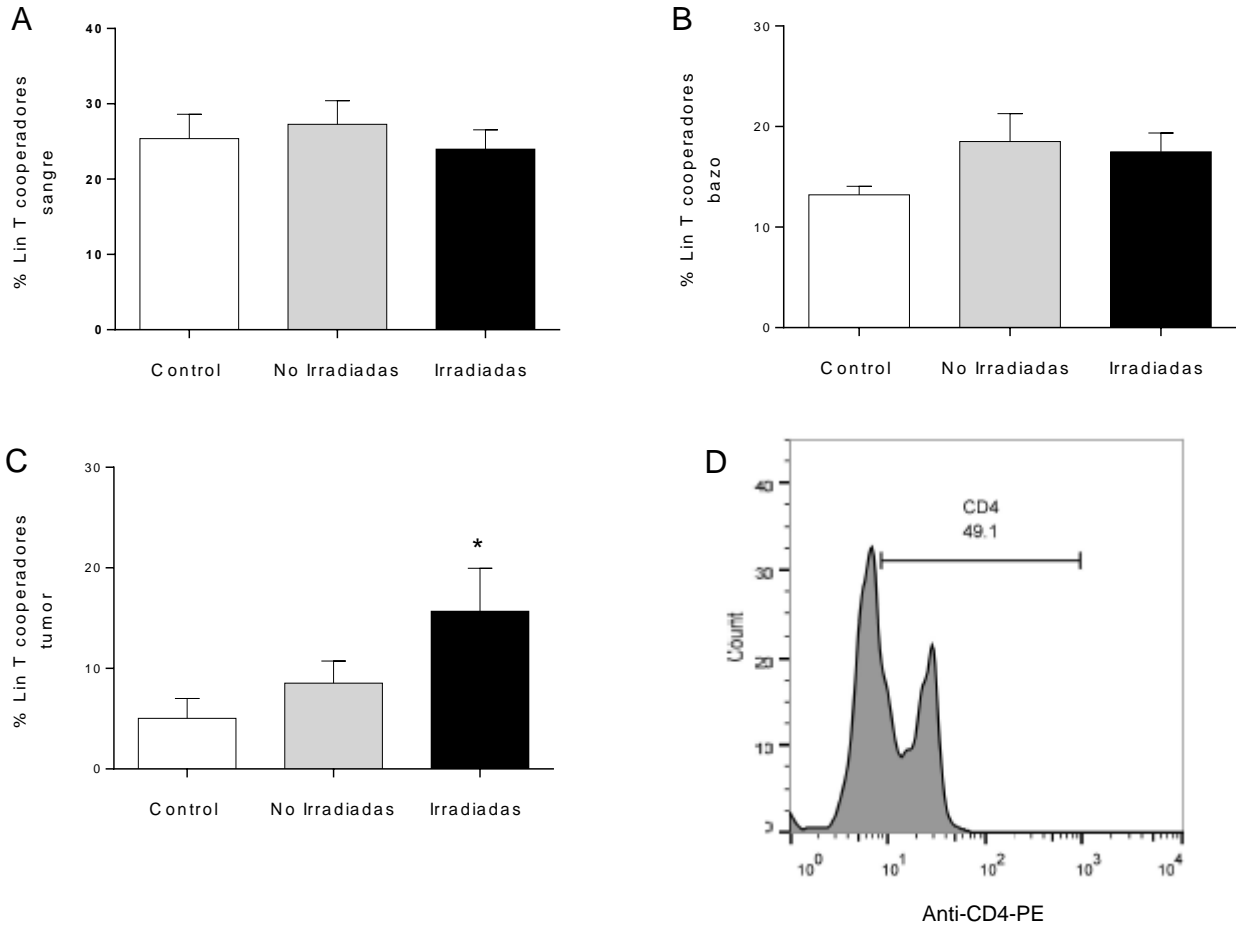 A
% Lin T cooperadores
sangre
40
30
20
10
0
Control No Irradiadas Irradiadas
B
% Lin T cooperadores
bazo
30
20
10
0
Control No Irradiadas Irradiadas
C
% Lin T cooperadores
tumor
30
20
10
0
*
Control No Irradiadas Irradiadas
D
Count
40
30
20
10
0
CD4
49.1
10^0 10^1 10^2 10^3 10^4
Anti-CD4-PE